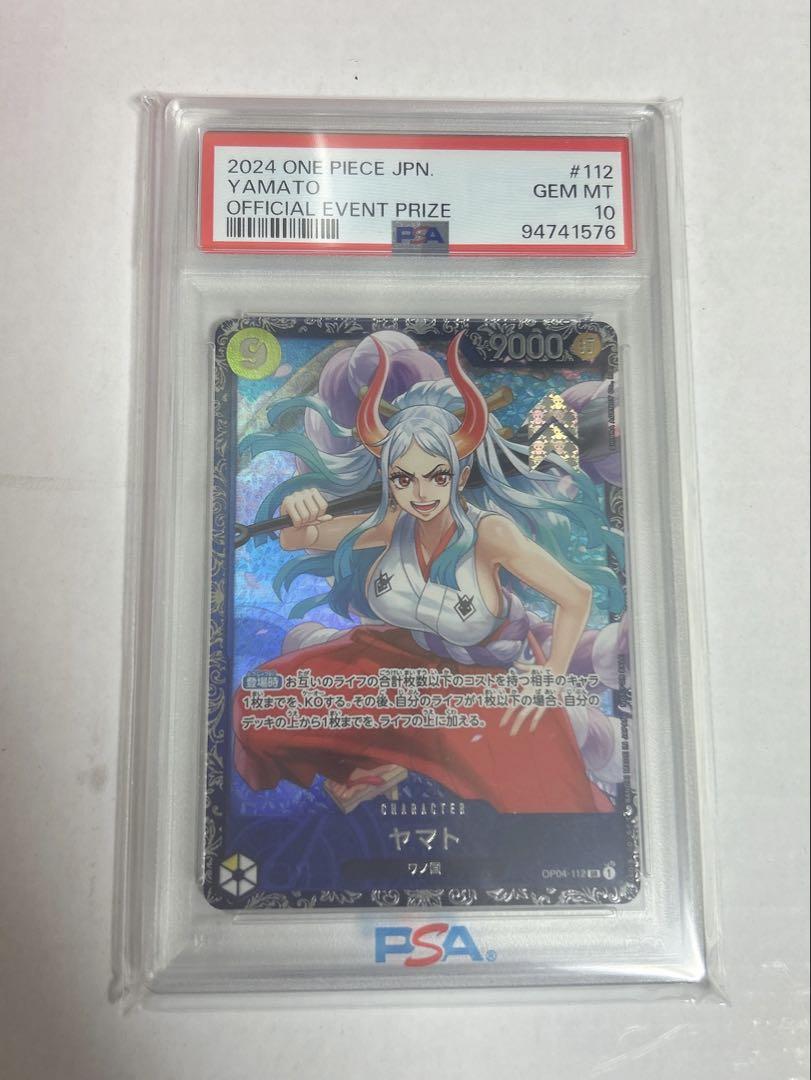 2024 ONE PIECE JPN. #112
YAMATO GEM MT
OFFICIAL EVENT PRIZE 10
PSA 94741576
9
9000
登場時 お互いのライフの合計枚数以下のコストを持つ相手のキャラ
1枚までを、KOする。その後、自分のライフが1枚以下の場合、自分の
デッキの上から1枚までを、ライフの上に加える。
CHARACTER
ヤマト
ワノ国
OP04-112 SR 1
PSA®